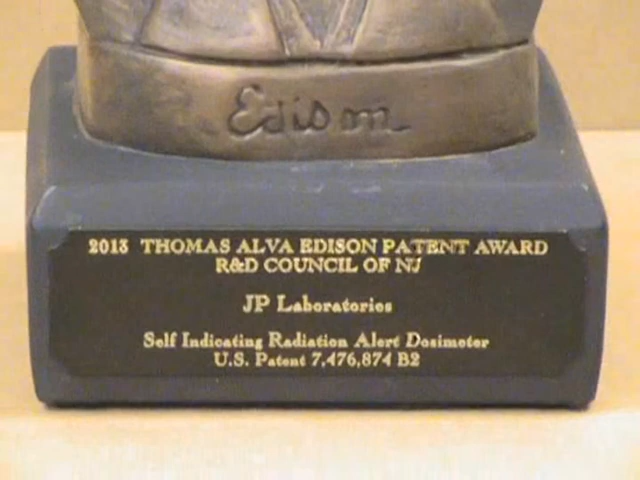 Edison
2013 THOMAS ALVA EDISON PATENT AWARD
R&D COUNCIL OF NJ
JP Laboratories
Self Indicating Radiation Alert Dosimeter
U.S. Patent 7,476,874 B2